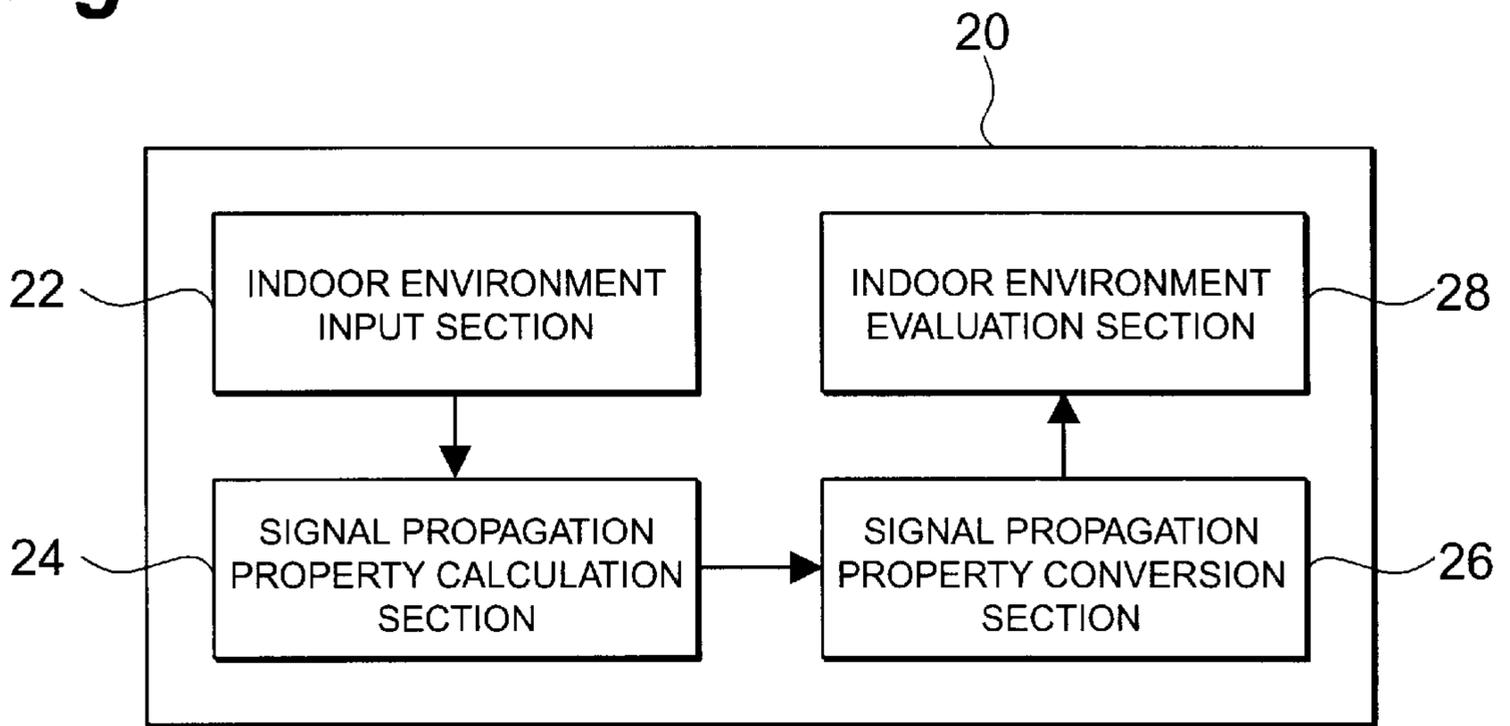 20
22
INDOOR ENVIRONMENT
INPUT SECTION
INDOOR ENVIRONMENT
EVALUATION SECTION
28
24
SIGNAL PROPAGATION
PROPERTY CALCULATION
SECTION
SIGNAL PROPAGATION
PROPERTY CONVERSION
SECTION
26